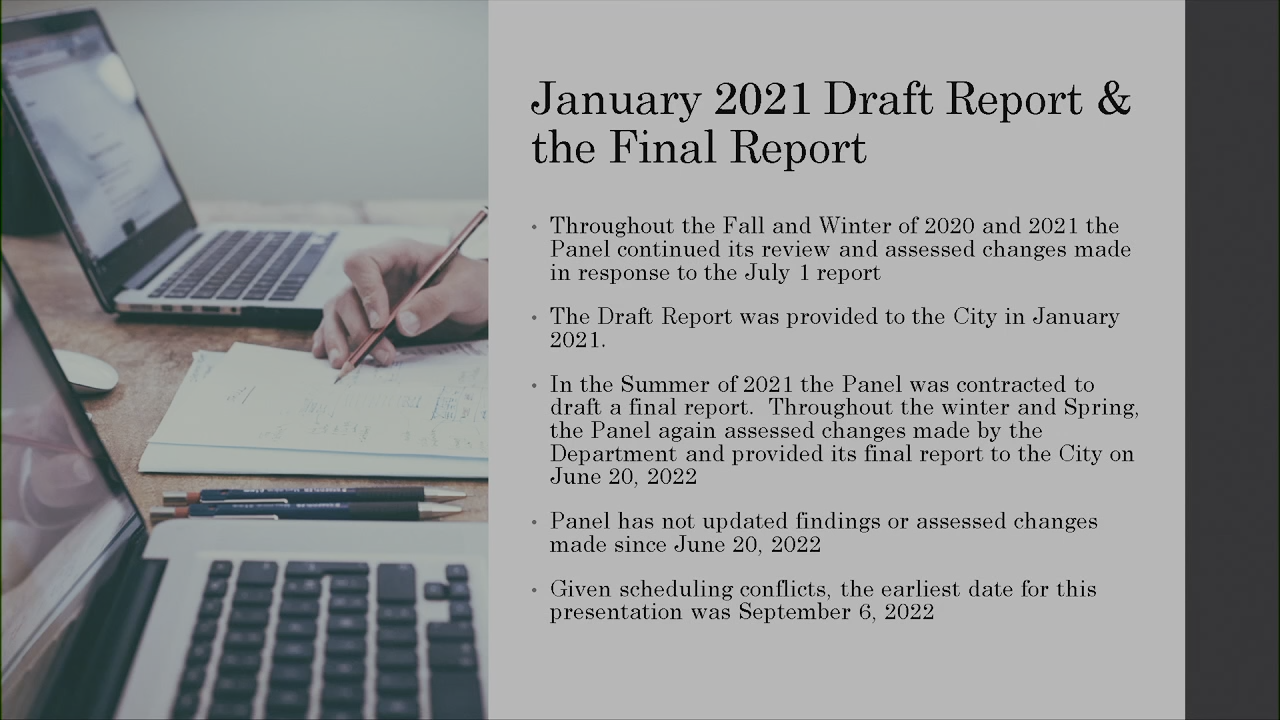 January 2021 Draft Report &
the Final Report
• Throughout the Fall and Winter of 2020 and 2021 the
Panel continued its review and assessed changes made
in response to the July 1 report
• The Draft Report was provided to the City in January
2021.
• In the Summer of 2021 the Panel was contracted to
draft a final report.  Throughout the winter and Spring,
the Panel again assessed changes made by the
Department and provided its final report to the City on
June 20, 2022
• Panel has not updated findings or assessed changes
made since June 20, 2022
• Given scheduling conflicts, the earliest date for this
presentation was September 6, 2022